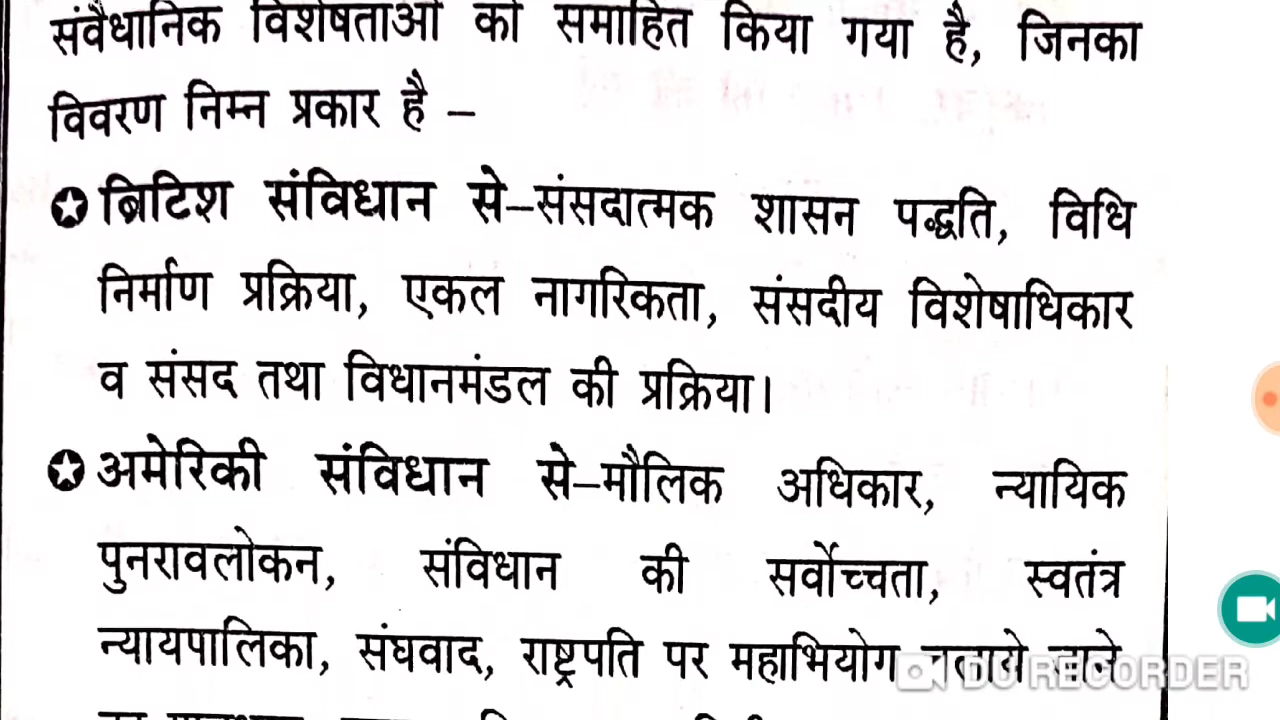 संवैधानिक विशेषताओं को समाहित किया गया है, जिनका
विवरण निम्न प्रकार है –
ब्रिटिश संविधान से–संसदात्मक शासन पद्धति, विधि
निर्माण प्रक्रिया, एकल नागरिकता, संसदीय विशेषाधिकार
व संसद तथा विधानमंडल की प्रक्रिया।
अमेरिकी संविधान से–मौलिक अधिकार, न्यायिक
पुनरावलोकन, संविधान की सर्वोच्चता, स्वतंत्र
न्यायपालिका, संघवाद, राष्ट्रपति पर महाभियोग चलाये जाने
DU RECORDER